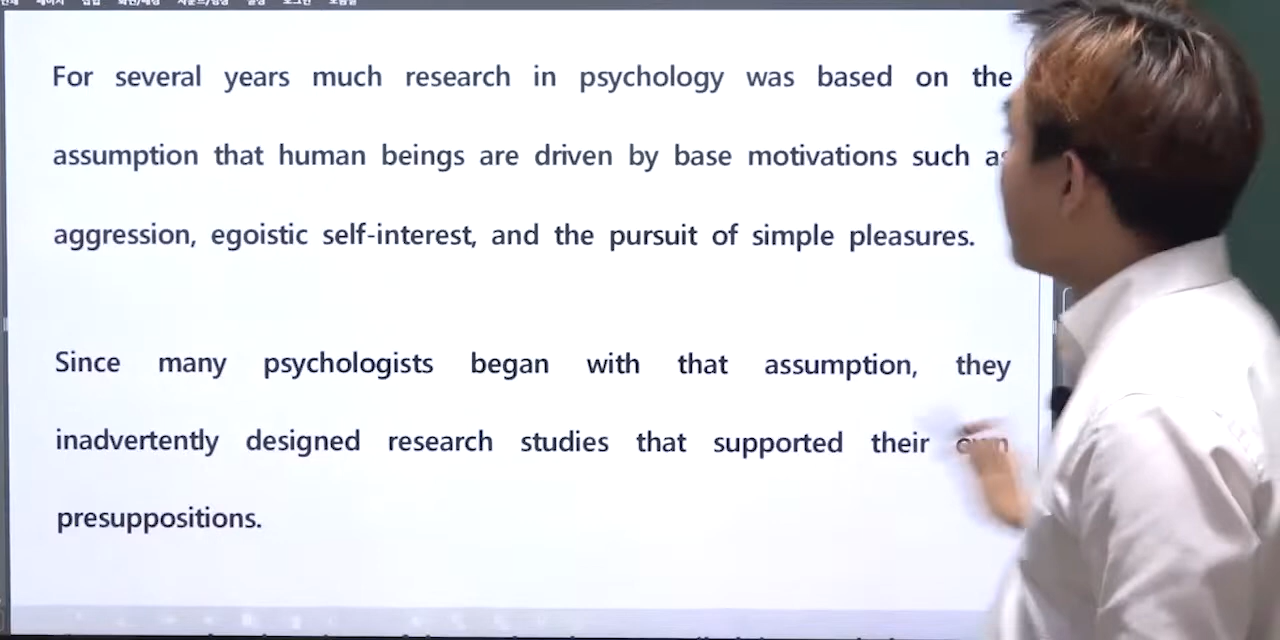 For several years much research in psychology was based on the
assumption that human beings are driven by base motivations such as
aggression, egoistic self-interest, and the pursuit of simple pleasures.
Since many psychologists began with that assumption, they
inadvertently designed research studies that supported their own
presuppositions.